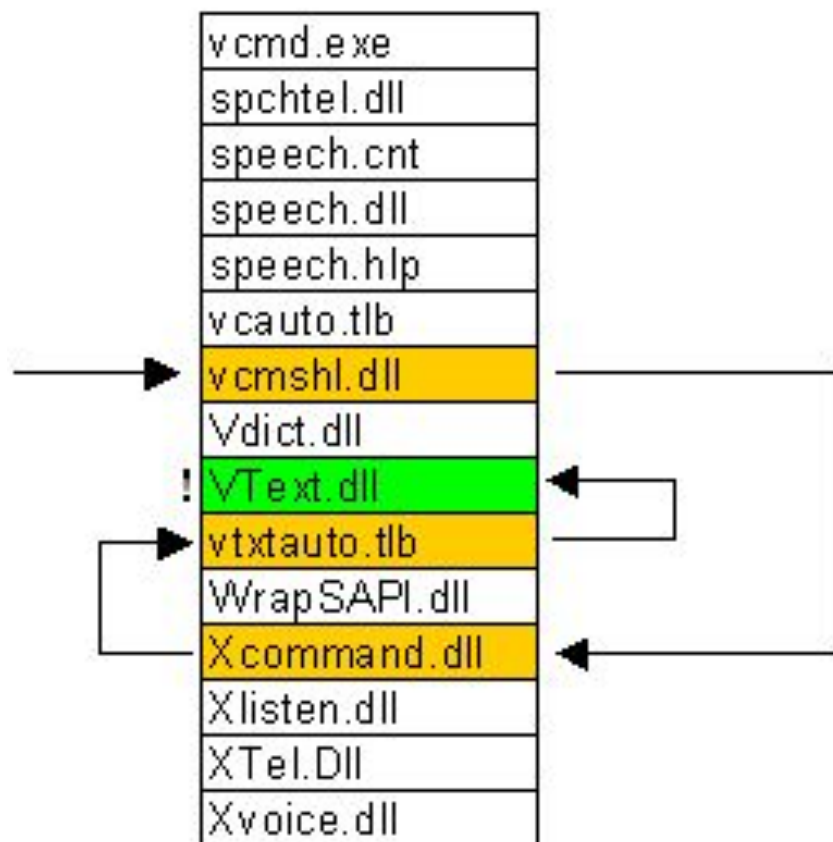 vcmd.exe
spchtel.dll
speech.cnt
speech.dll
speech.hlp
vcauto.tlb
vcmshl.dll
Vdict.dll
! VText.dll
vtxtauto.tlb
WrapSAPI.dll
Xcommand.dll
Xlisten.dll
XTel.Dll
Xvoice.dll